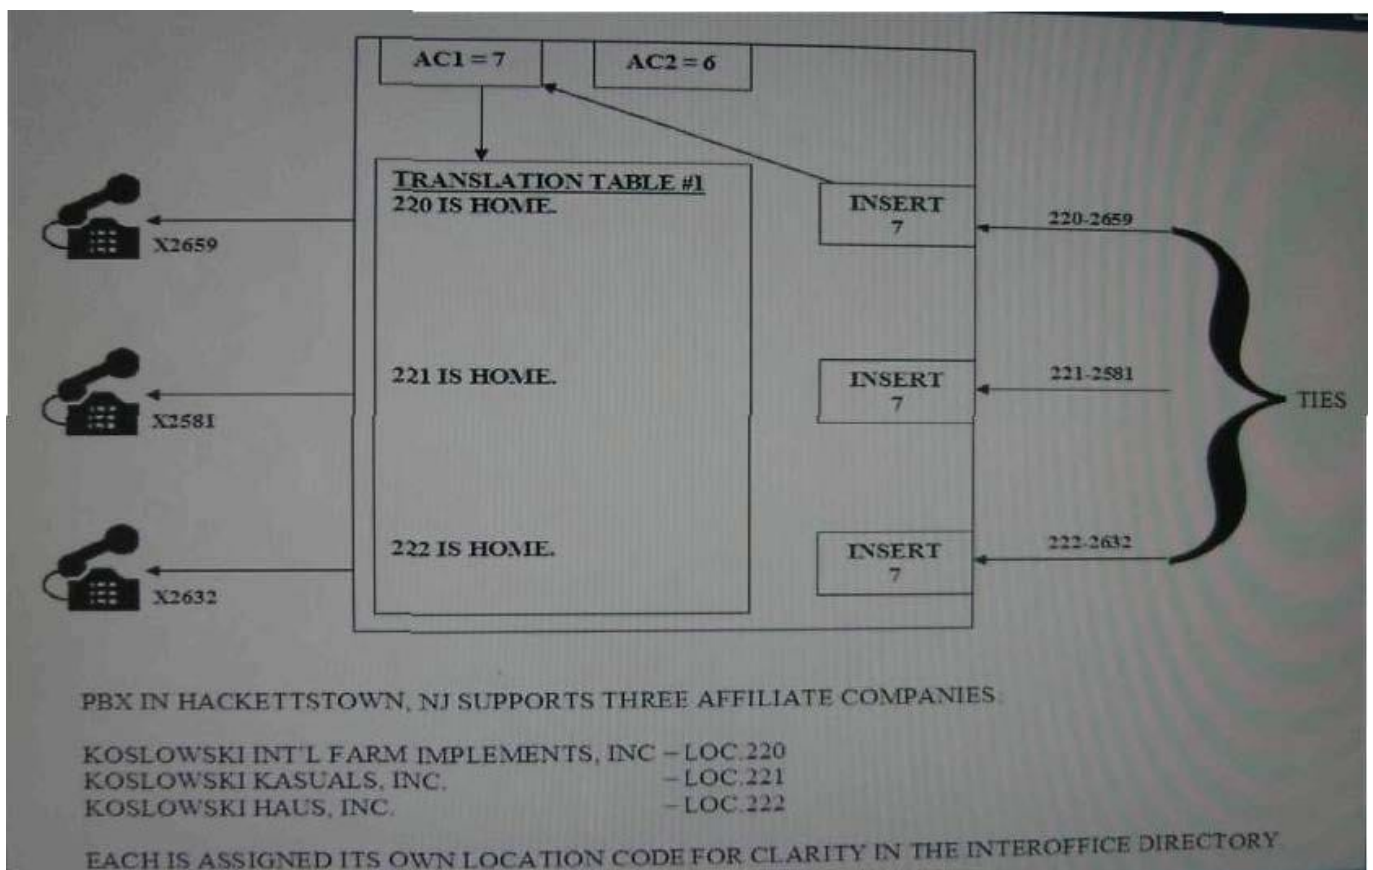 AC1 = 7
AC2 = 6
TRANSLATION TABLE #1
220 IS HOME.
INSERT
7
220-2659
X2659
221 IS HOME.
INSERT
7
221-2581
TIES
X2581
222 IS HOME.
INSERT
7
222-2632
X2632
PBX IN HACKETTSTOWN, NJ SUPPORTS THREE AFFILIATE COMPANIES.
KOSLOWSKI INT'L FARM IMPLEMENTS, INC – LOC.220
KOSLOWSKI KASUALS, INC. – LOC.221
KOSLOWSKI HAUS, INC. – LOC.222
EACH IS ASSIGNED ITS OWN LOCATION CODE FOR CLARITY IN THE INTEROFFICE DIRECTORY